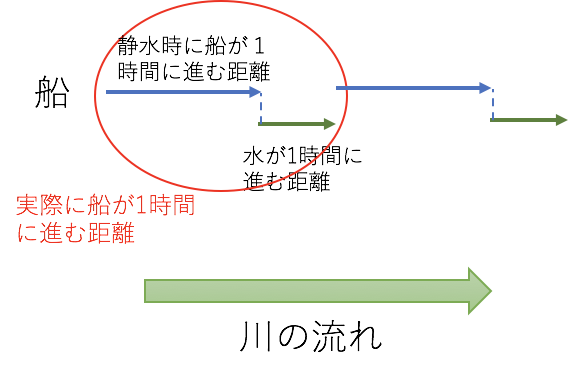 静水時に船が１
時間に進む距離
船
水が1時間に
進む距離
実際に船が1時間
に進む距離
川の流れ